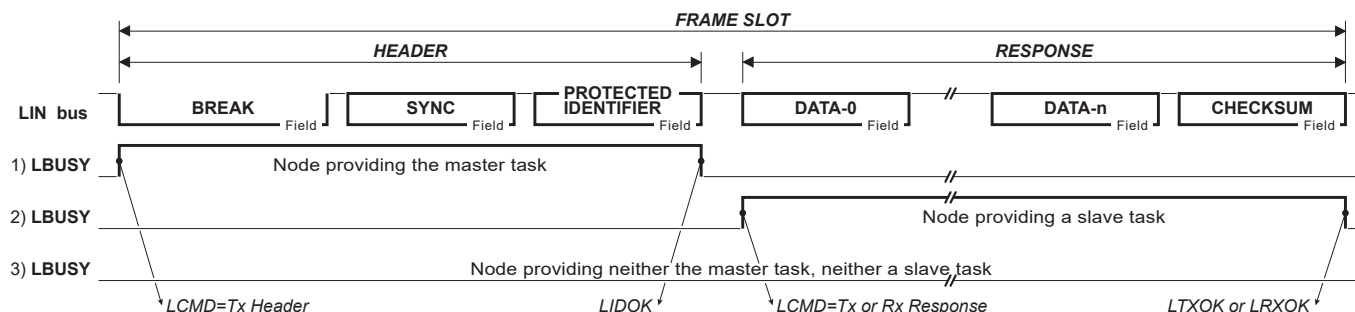 FRAME SLOT
HEADER RESPONSE
LIN bus
BREAK Field
SYNC Field
PROTECTED IDENTIFIER Field
DATA-0 Field
DATA-n Field
CHECKSUM Field
1) LBUSY Node providing the master task
2) LBUSY Node providing a slave task
3) LBUSY Node providing neither the master task, neither a slave task
LCMD=Tx Header LIDOK LCMD=Tx or Rx Response LTXOK or LRXOK